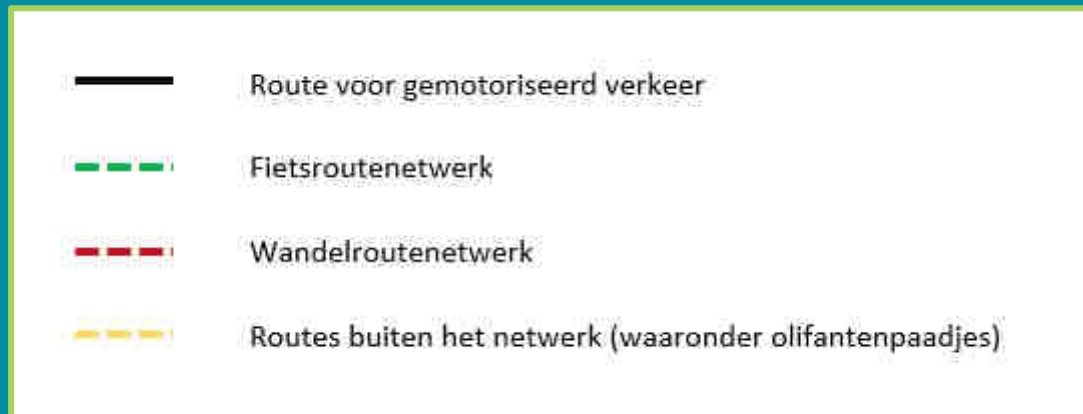 Route voor gemotoriseerd verkeer
Fietsroutenetwerk
Wandelroutenetwerk
Routes buiten het netwerk (waaronder olifantenpaadjes)